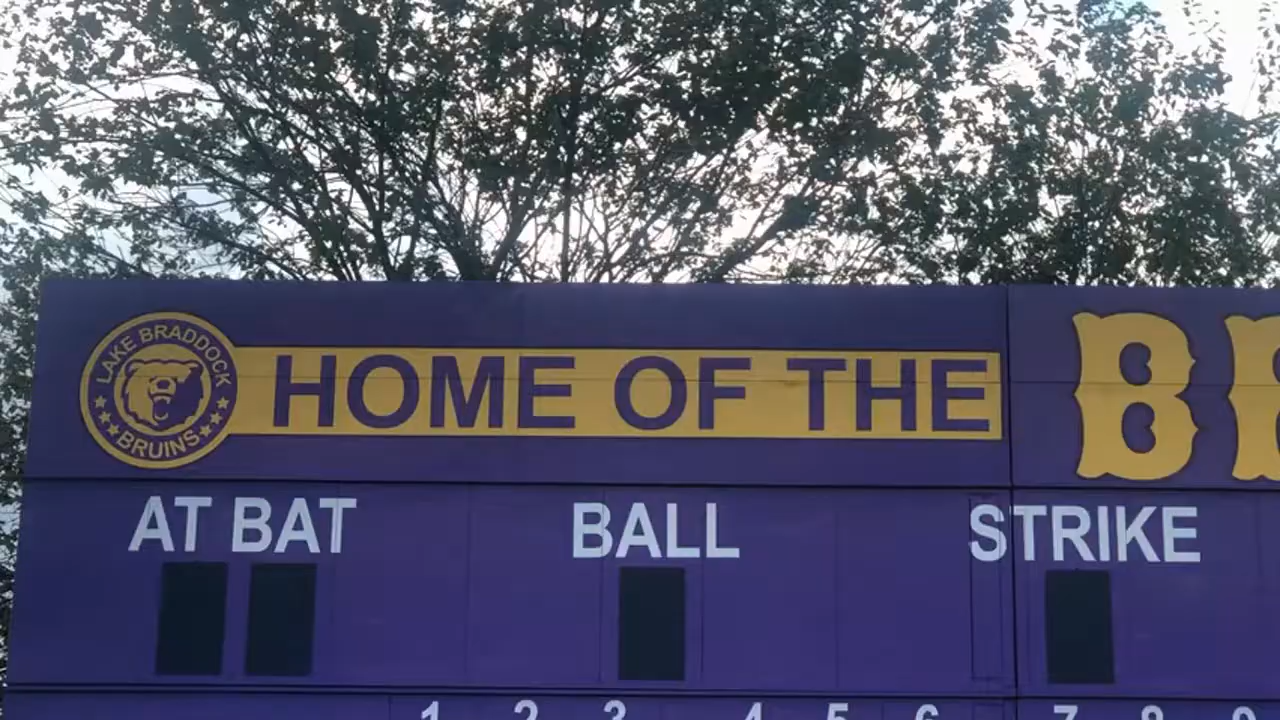 LAKE BRADDOCK
BRUINS
HOME OF THE
AT BAT BALL STRIKE
1 2 3 4 5 6 7 8 9